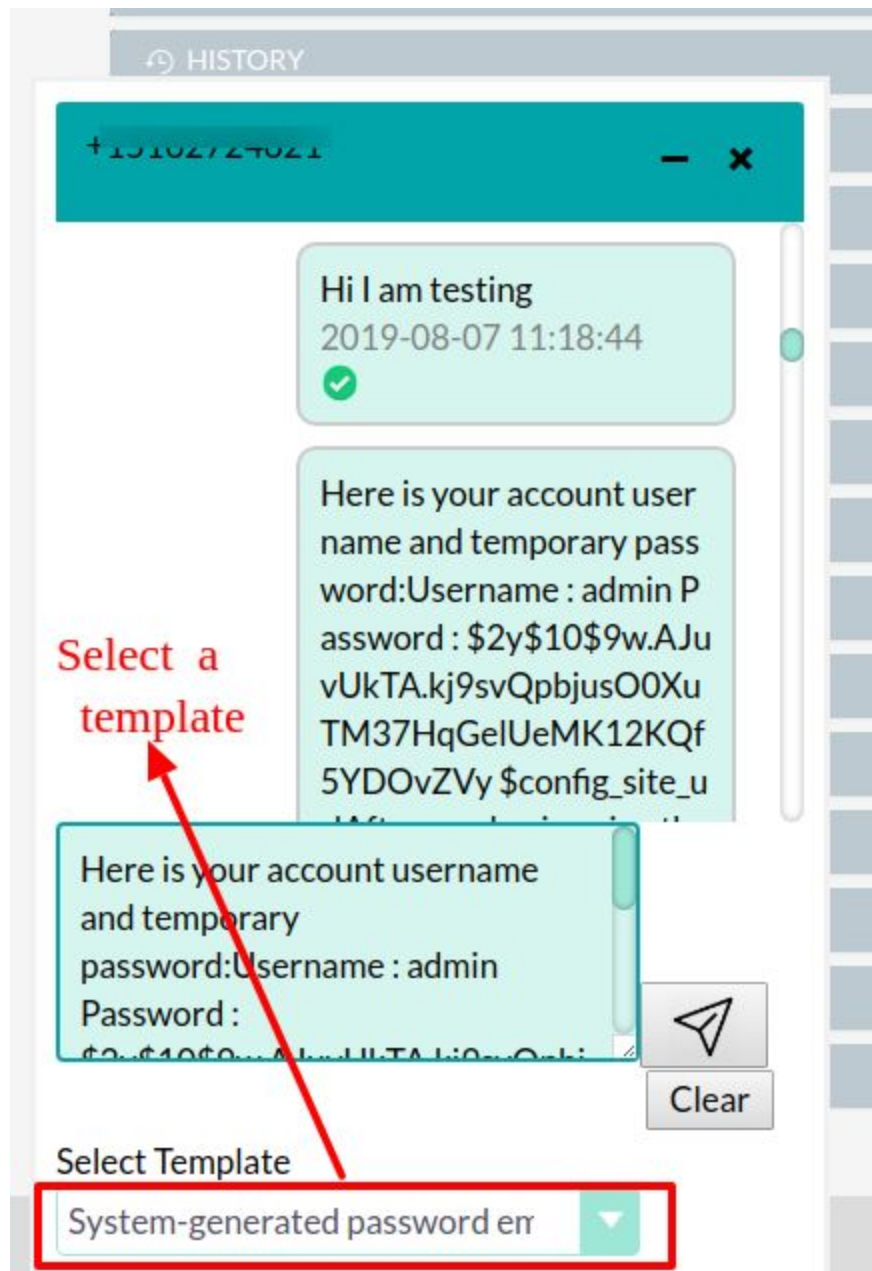 HISTORY
Hi I am testing
2019-08-07 11:18:44
Here is your account user
name and temporary pass
word:Username : admin P
assword : $2y$10$9w.AJu
vUkTA.kj9svQpbjusO0Xu
TM37HqGelUeMK12KQf
5YDOvZVy $config_site_u
Select a
template
Here is your account username
and temporary
password:Username : admin
Password :
Clear
Select Template
System-generated password em